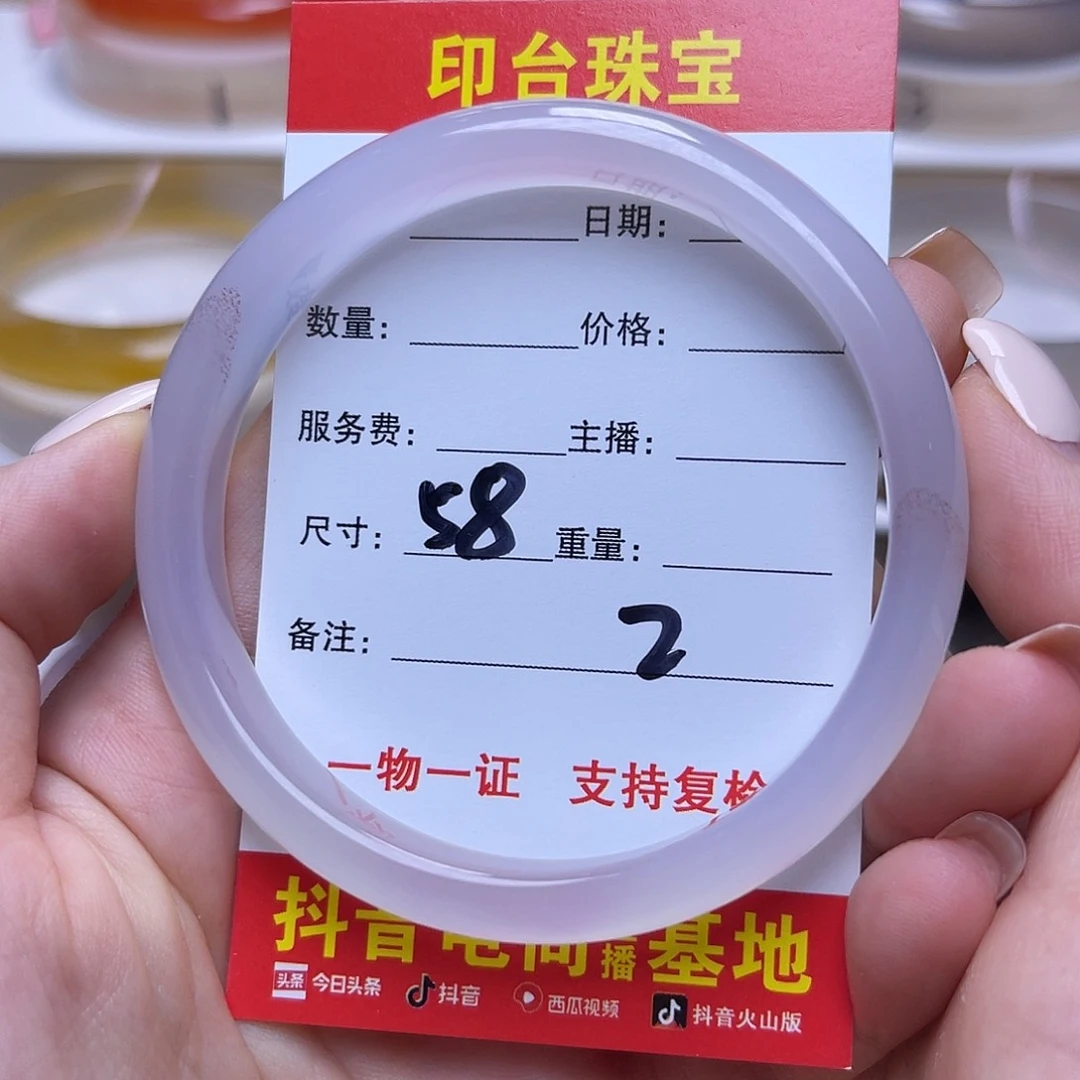 印台珠宝
日期：
数量： 价格：
服务费： 主播：
尺寸： 58 重量：
备注： 2
一物一证 支持复检
抖音电商直播基地
头条 今日头条 抖音 西瓜视频 抖音火山版